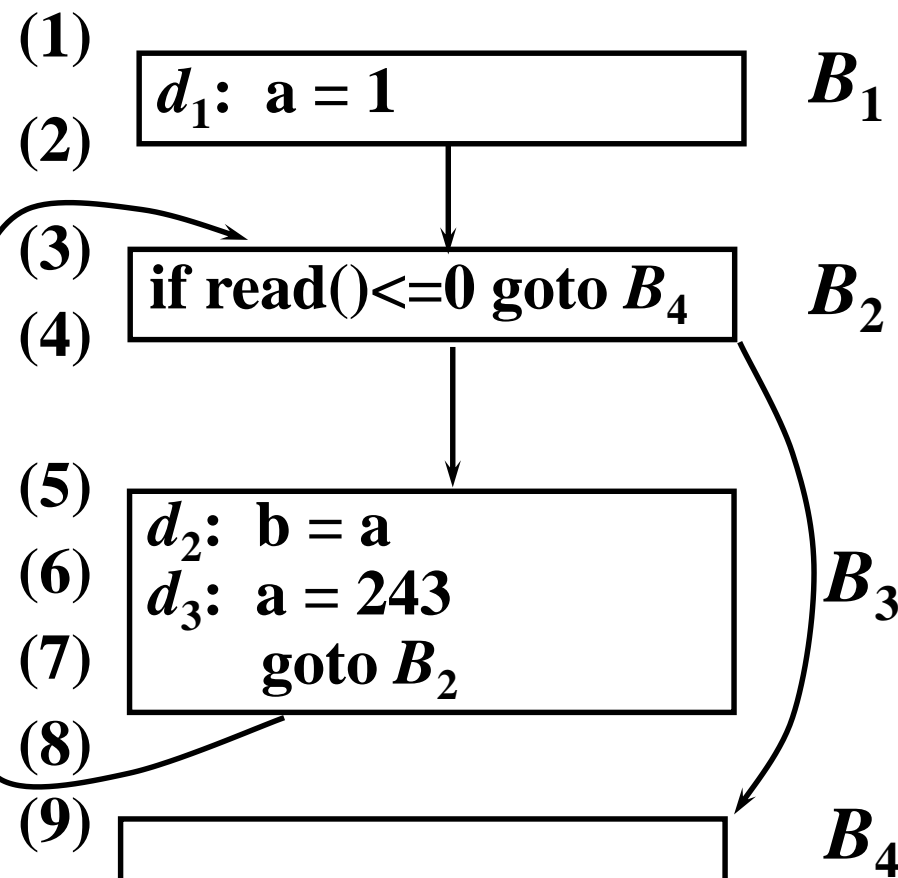 (1)
d₁: a = 1 B₁
(2)
(3)
if read()<=0 goto B₄ B₂
(4)
(5)
d₂: b = a
(6) d₃: a = 243 B₃
(7) goto B₂
(8)
(9) B₄